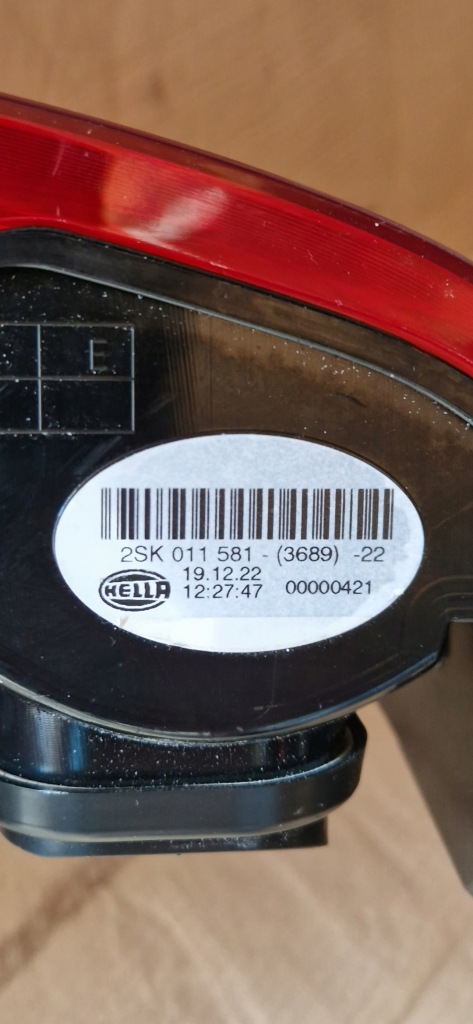 E
2SK 011 581 - (3689) -22
19.12.22
HELLA 12:27:47 00000421